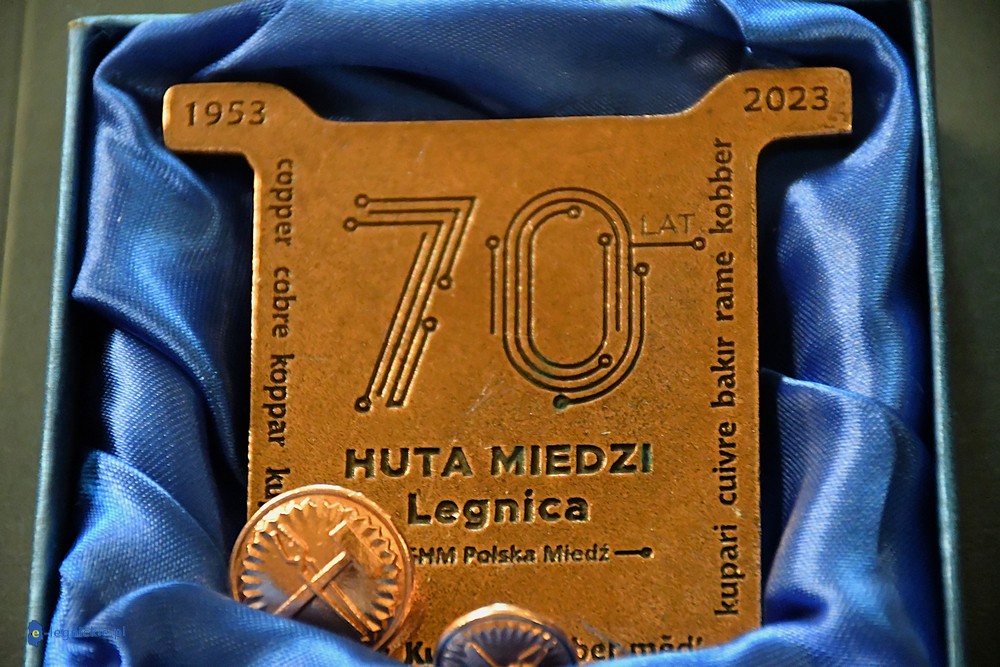 1953
2023
copper cobre koppar
70
LAT
kupari cuivre bakır rame kobber
HUTA MIEDZI
Legnica
Polska Miedź